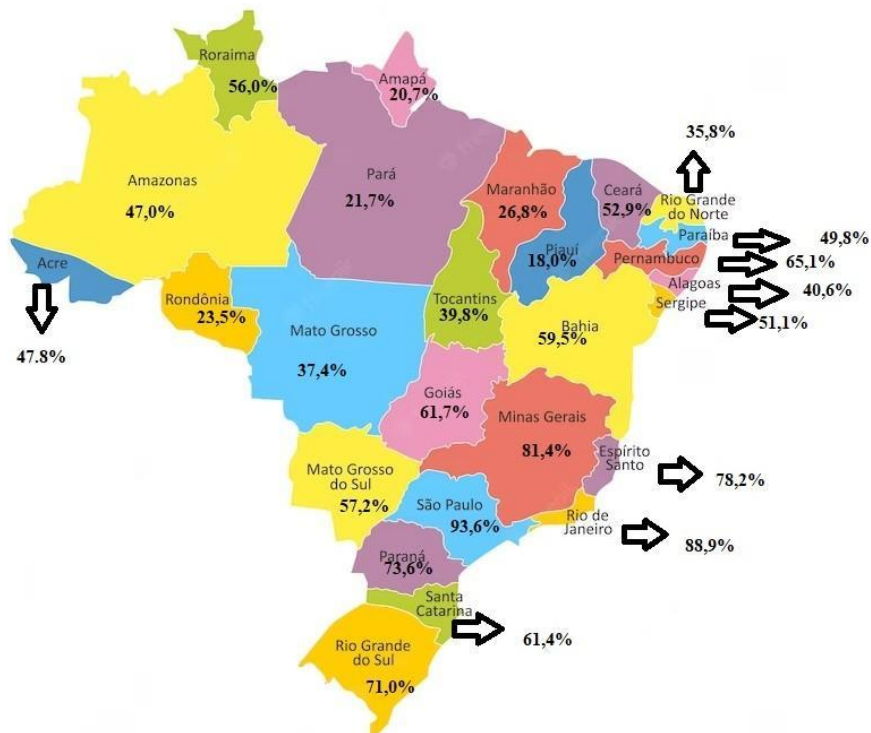 Roraima
56,0%
Amapá
20,7%
35,8%
Amazonas
47,0%
Pará
21,7%
Maranhão
26,8%
Piauí
18,0%
Ceará
52,9%
Rio Grande
do Norte
Paraíba
49,8%
Pernambuco
65,1%
Alagoas
40,6%
Sergipe
51,1%
Acre
47.8%
Rondônia
23,5%
Mato Grosso
37,4%
Tocantins
39,8%
Bahia
59,5%
Goiás
61,7%
Minas Gerais
81,4%
Espírito
Santo
78,2%
Mato Grosso
do Sul
57,2%
São Paulo
93,6%
Rio de
Janeiro
88,9%
Paraná
73,6%
Santa
Catarina
61,4%
Rio Grande
do Sul
71,0%